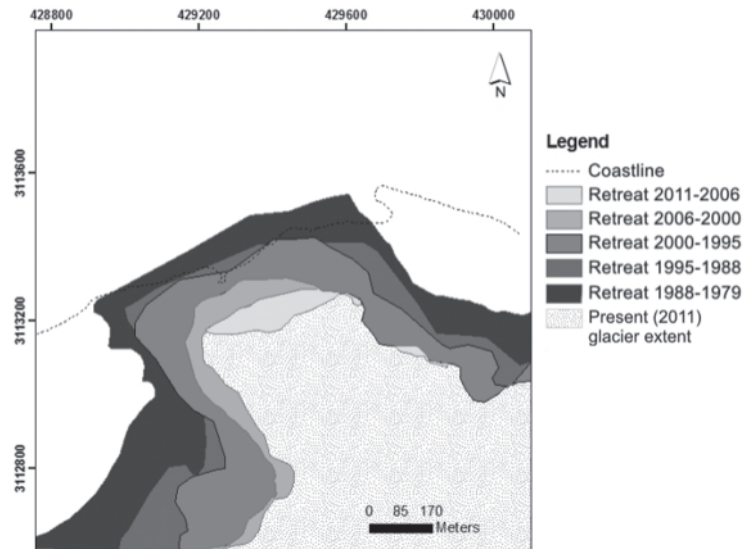 428800 429200 429600 430000
3113600
3113200
3112800
N
Legend
Coastline
Retreat 2011-2006
Retreat 2006-2000
Retreat 2000-1995
Retreat 1995-1988
Retreat 1988-1979
Present (2011)
glacier extent
0 85 170
Meters